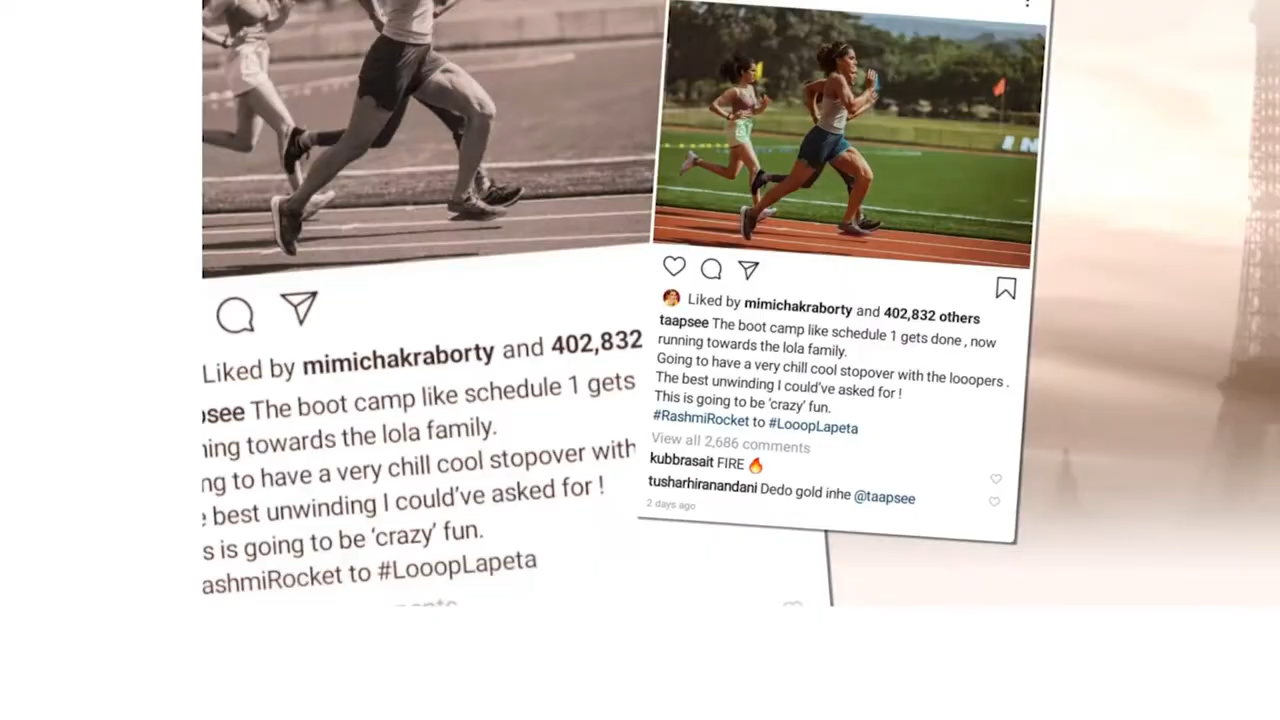 Liked by mimichakraborty and 402,832
The boot camp like schedule 1 gets
towards the lola family.
to have a very chill cool stopover with
best unwinding I could've asked for !
is going to be 'crazy' fun.
to #LooopLapeta
Liked by mimichakraborty and 402,832 others
taapsee The boot camp like schedule 1 gets done , now
running towards the lola family.
Going to have a very chill cool stopover with the looopers .
The best unwinding I could've asked for !
This is going to be 'crazy' fun.
#RashmiRocket to #LooopLapeta
View all 2,686 comments
kubbrasait FIRE 🔥
tusharhiranandani Dedo gold inhe @taapsee
2 days ago